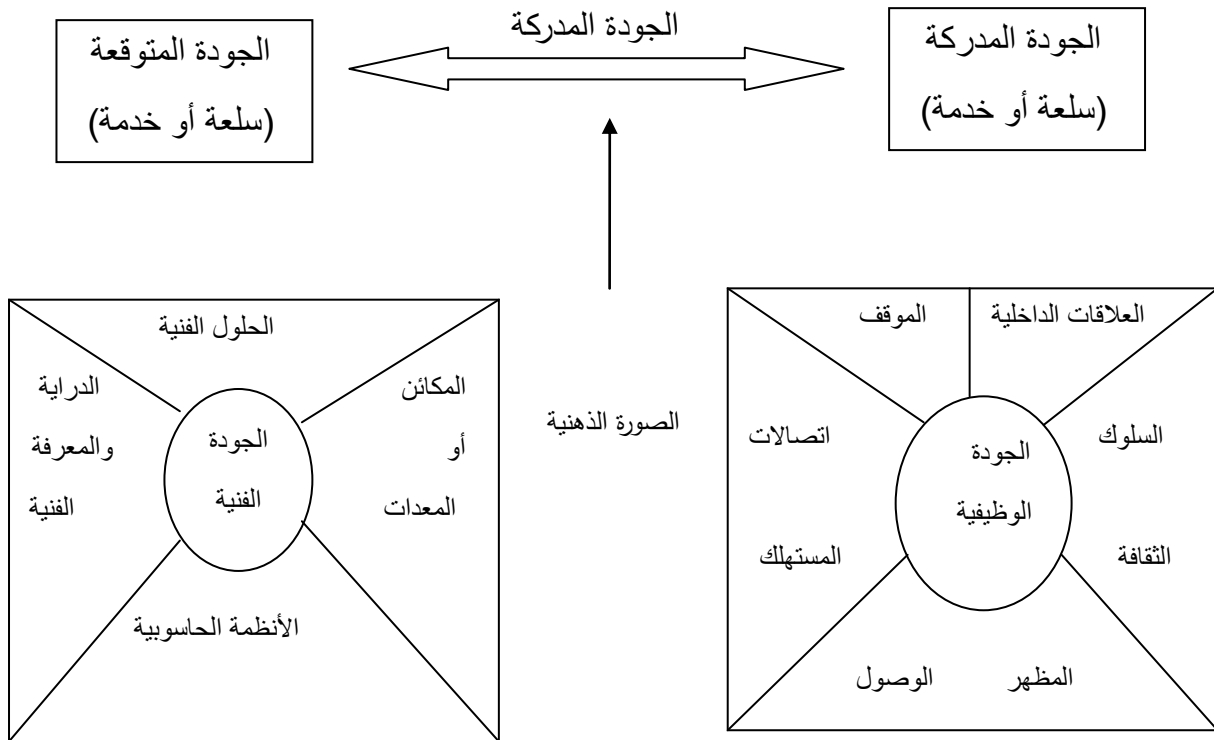 الجودة المدركة
(سلعة أو خدمة)
الجودة المدركة
الجودة المتوقعة
(سلعة أو خدمة)
العلاقات الداخلية
الموقف
السلوك
الثقافة
الجودة
الوظيفية
اتصالات
المستهلك
المظهر
الوصول
الصورة الذهنية
الحلول الفنية
المكائن
أو
المعدات
الجودة
الفنية
الدراية
والمعرفة
الفنية
الأنظمة الحاسوبية